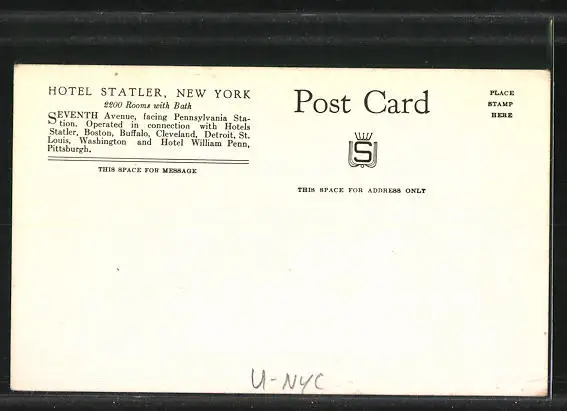 HOTEL STATLER, NEW YORK
2200 Rooms with Bath
SEVENTH Avenue, facing Pennsylvania Sta-
tion. Operated in connection with Hotels
Statler, Boston, Buffalo, Cleveland, Detroit, St.
Louis, Washington and Hotel William Penn,
Pittsburgh.
THIS SPACE FOR MESSAGE
Post Card
S
THIS SPACE FOR ADDRESS ONLY
PLACE
STAMP
HERE
U-NYC